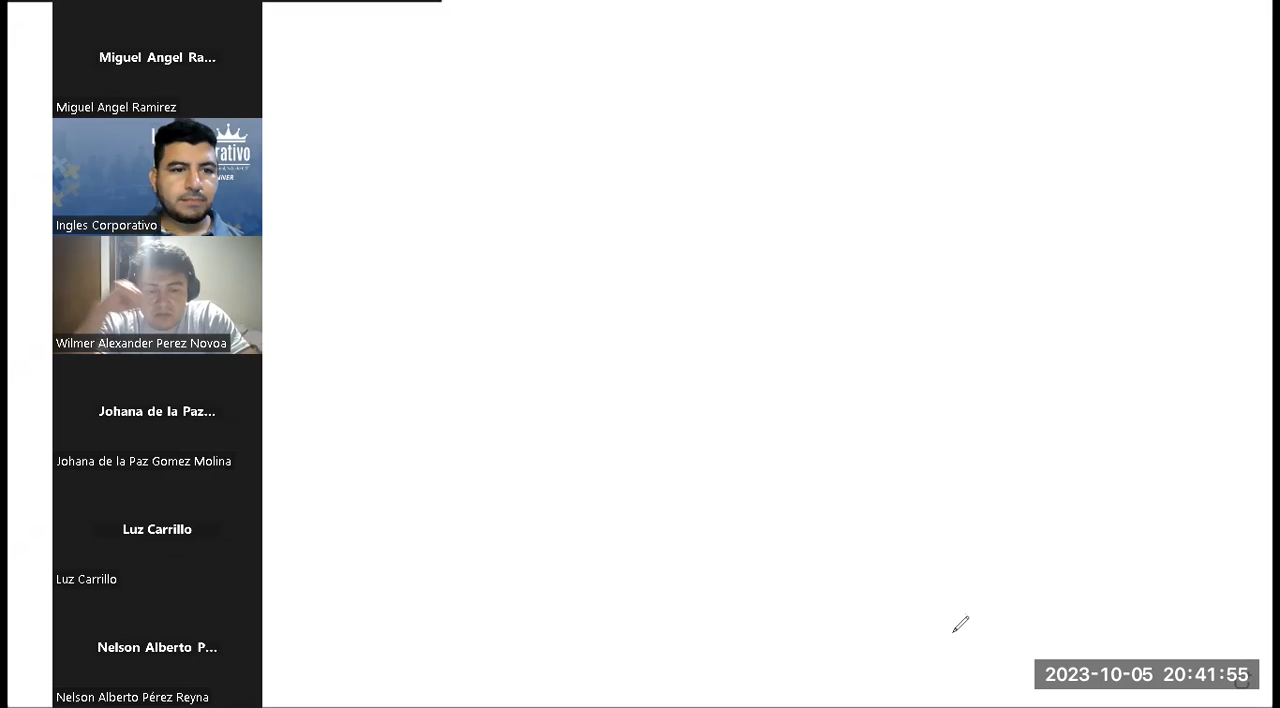 Miguel Angel Ra...
Miguel Angel Ramirez
rativo
Ingles Corporativo
Wilmer Alexander Perez Novoa
Johana de la Paz...
Johana de la Paz Gomez Molina
Luz Carrillo
Luz Carrillo
Nelson Alberto P...
Nelson Alberto Pérez Reyna
2023-10-05 20:41:55